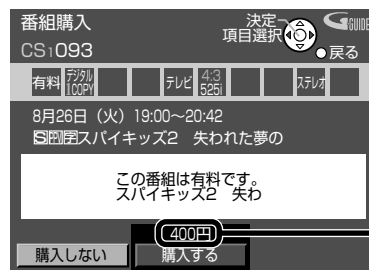 番組購入
決定
項目選択
GGUIDE
CS1093
戻る
有料 デジタル 1COPY テレビ 4:3 525i ステレオ
8月26日（火）19:00〜20:42
S 字スパイキッズ2 失われた夢の
この番組は有料です。
スパイキッズ2 失わ
400円
購入しない 購入する